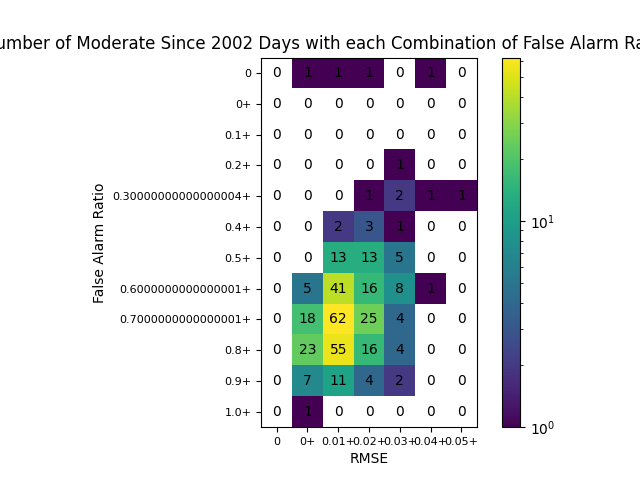 umber of Moderate Since 2002 Days with each Combination of False Alarm Ra
0 0 1 1 1 0 1 0
0+ 0 0 0 0 0 0 0
0.1+ 0 0 0 0 0 0 0
0.2+ 0 0 0 0 1 0 0
0.30000000000000004+ 0 0 0 1 2 1 1
0.4+ 0 0 2 3 1 0 0
0.5+ 0 0 13 13 5 0 0
0.6000000000000001+ 0 5 41 16 8 1 0
0.7000000000000001+ 0 18 62 25 4 0 0
0.8+ 0 23 55 16 4 0 0
0.9+ 0 7 11 4 2 0 0
1.0+ 0 1 0 0 0 0 0
0 0+ 0.01+ 0.02+ 0.03+ 0.04+ 0.05+
RMSE
False Alarm Ratio
10^1
10^0